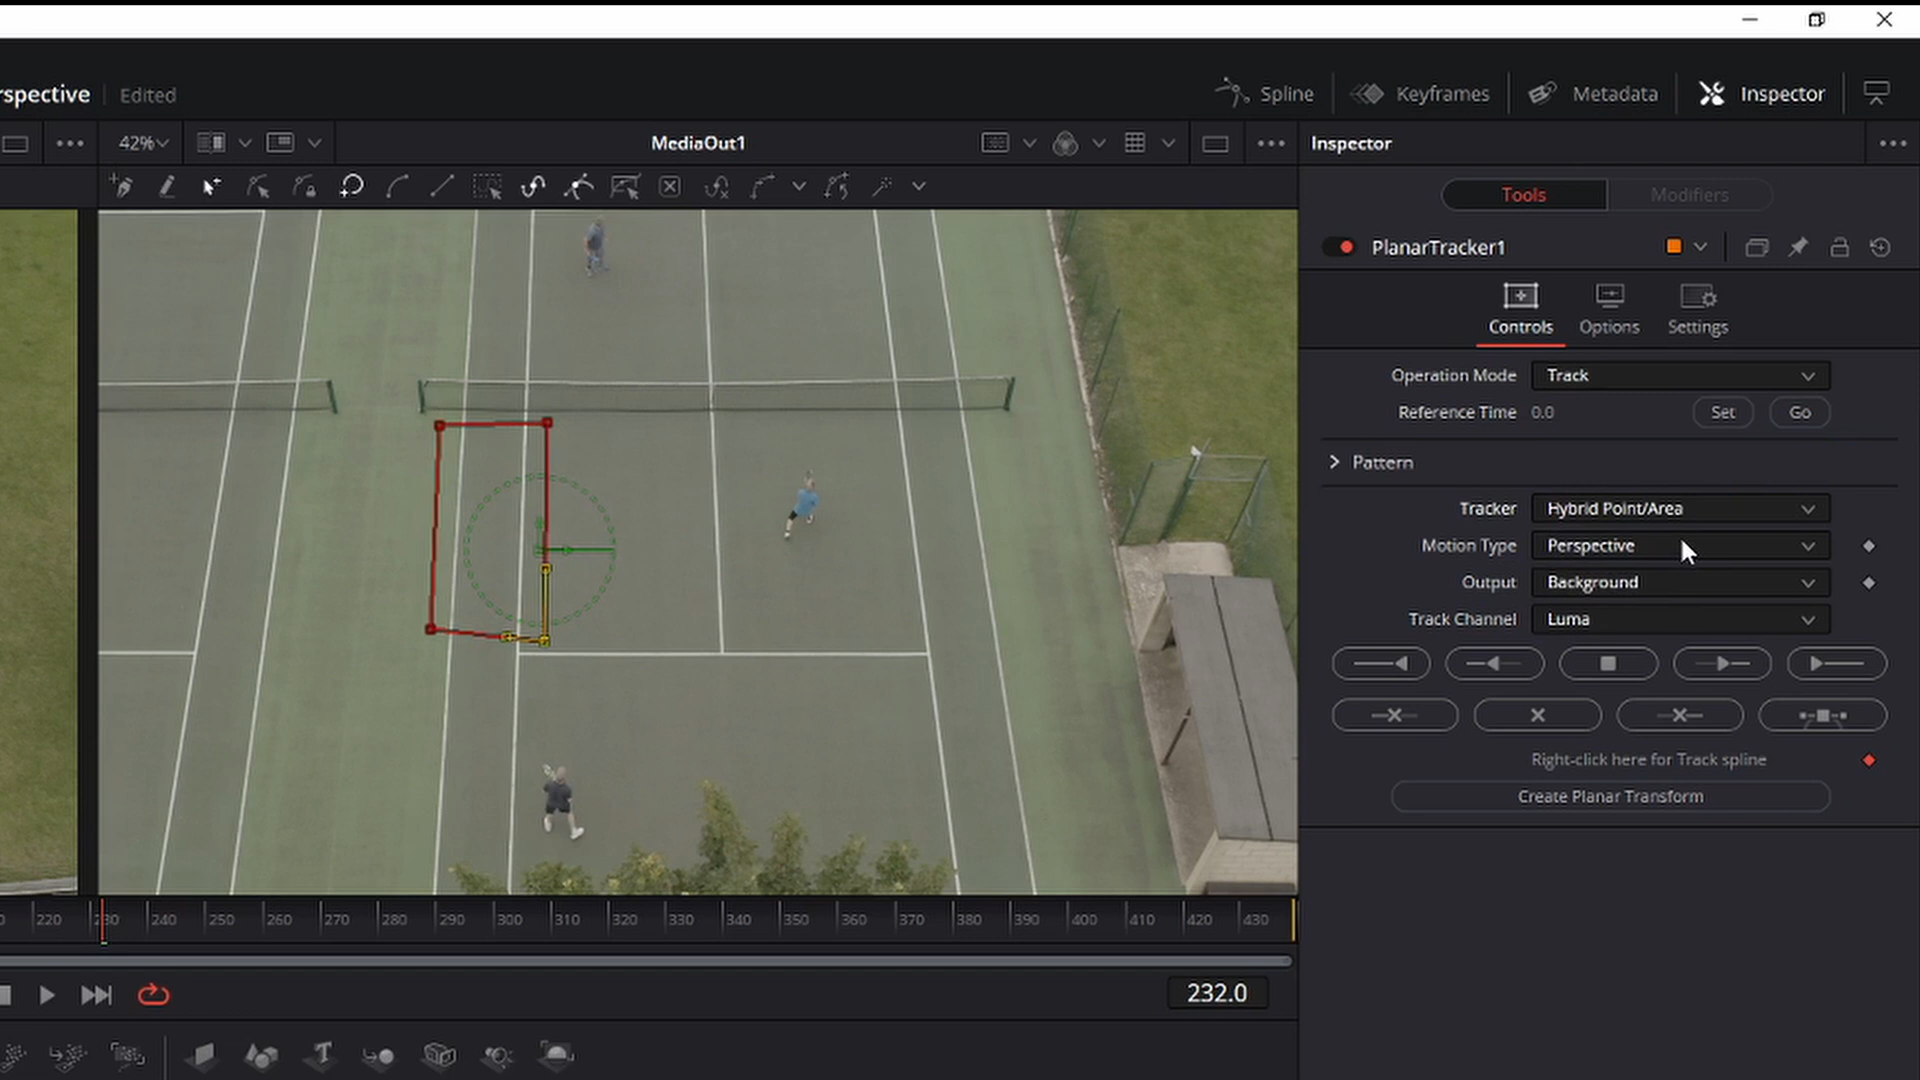 rspective
Edited
Spline
Keyframes
Metadata
Inspector
42%
MediaOut1
Inspector
Tools
Modifiers
PlanarTracker1
Controls
Options
Settings
Operation Mode
Track
Reference Time
0.0
Set
Go
Pattern
Tracker
Hybrid Point/Area
Motion Type
Perspective
Output
Background
Track Channel
Luma
Right-click here for Track spline
Create Planar Transform
220 230 240 250 260 270 280 290 300 310 320 330 340 350 360 370 380 390 400 410 420 430
232.0